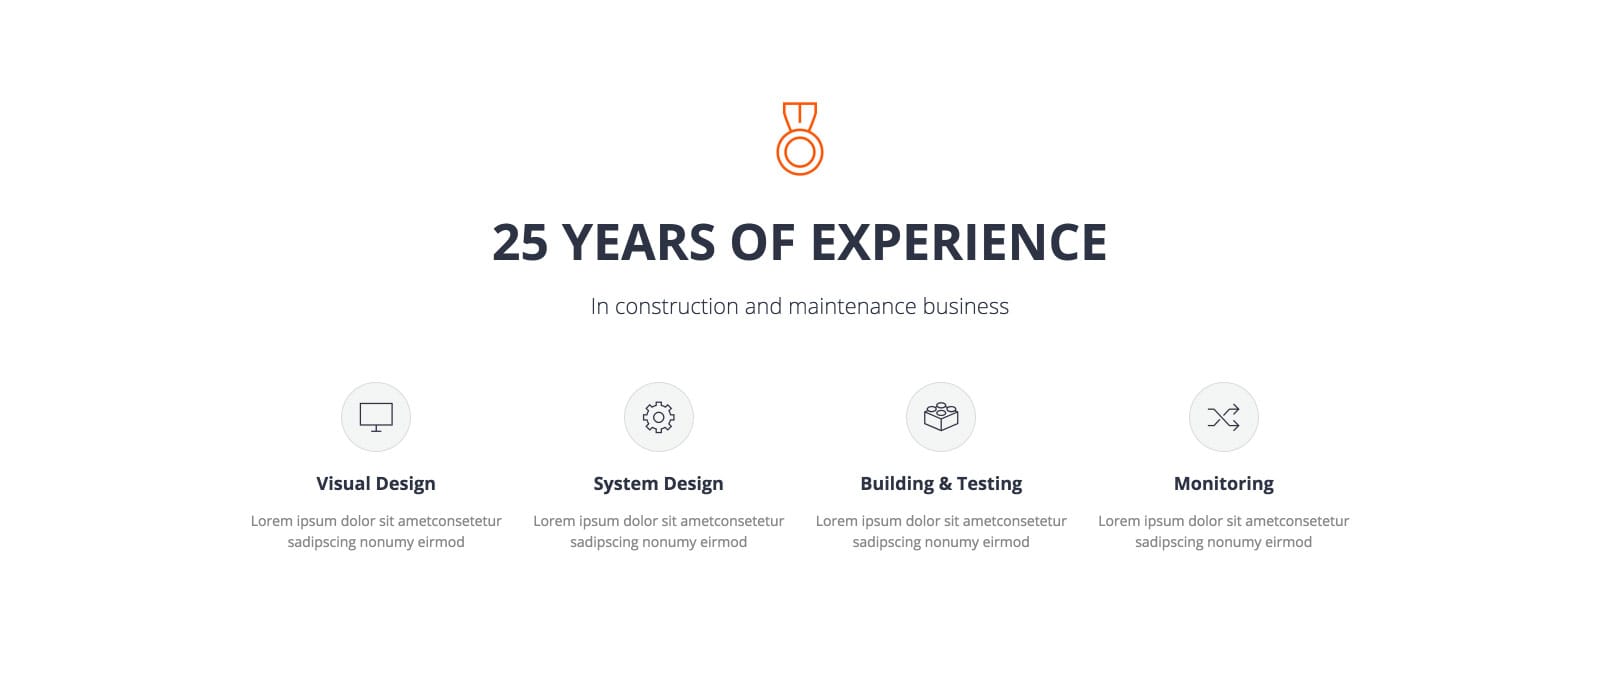 25 YEARS OF EXPERIENCE
In construction and maintenance business
Visual Design
Lorem ipsum dolor sit ametconsetetur
sadipscing nonumy eirmod
System Design
Lorem ipsum dolor sit ametconsetetur
sadipscing nonumy eirmod
Building & Testing
Lorem ipsum dolor sit ametconsetetur
sadipscing nonumy eirmod
Monitoring
Lorem ipsum dolor sit ametconsetetur
sadipscing nonumy eirmod